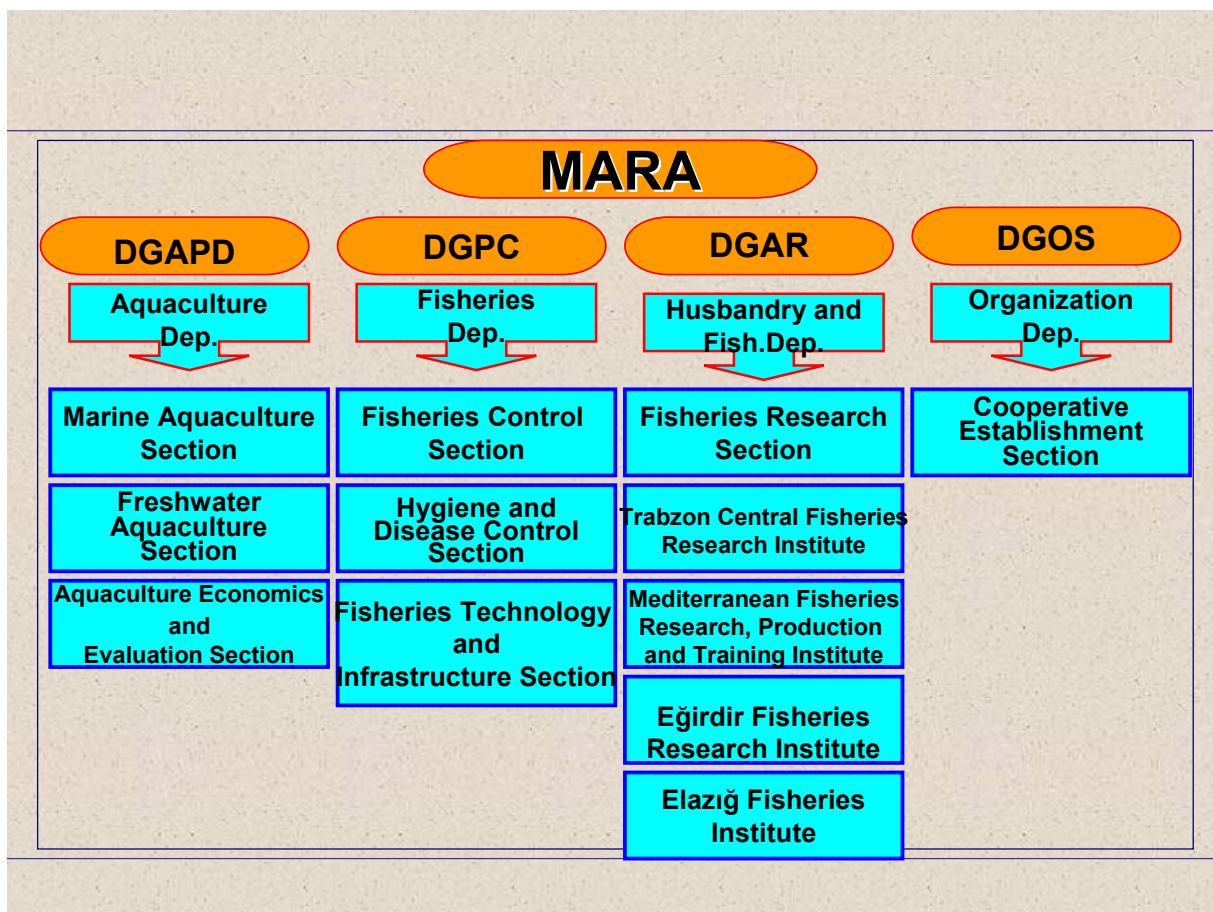 MARA
DGAPD
Aquaculture
Dep.
Marine Aquaculture
Section
Freshwater
Aquaculture
Section
Aquaculture Economics
and
Evaluation Section
DGPC
Fisheries
Dep.
Fisheries Control
Section
Hygiene and
Disease Control
Section
Fisheries Technology
and
Infrastructure Section
DGAR
Husbandry and
Fish.Dep.
Fisheries Research
Section
Trabzon Central Fisheries
Research Institute
Mediterranean Fisheries
Research, Production
and Training Institute
Eğirdir Fisheries
Research Institute
Elazığ Fisheries
Institute
DGOS
Organization
Dep.
Cooperative
Establishment
Section